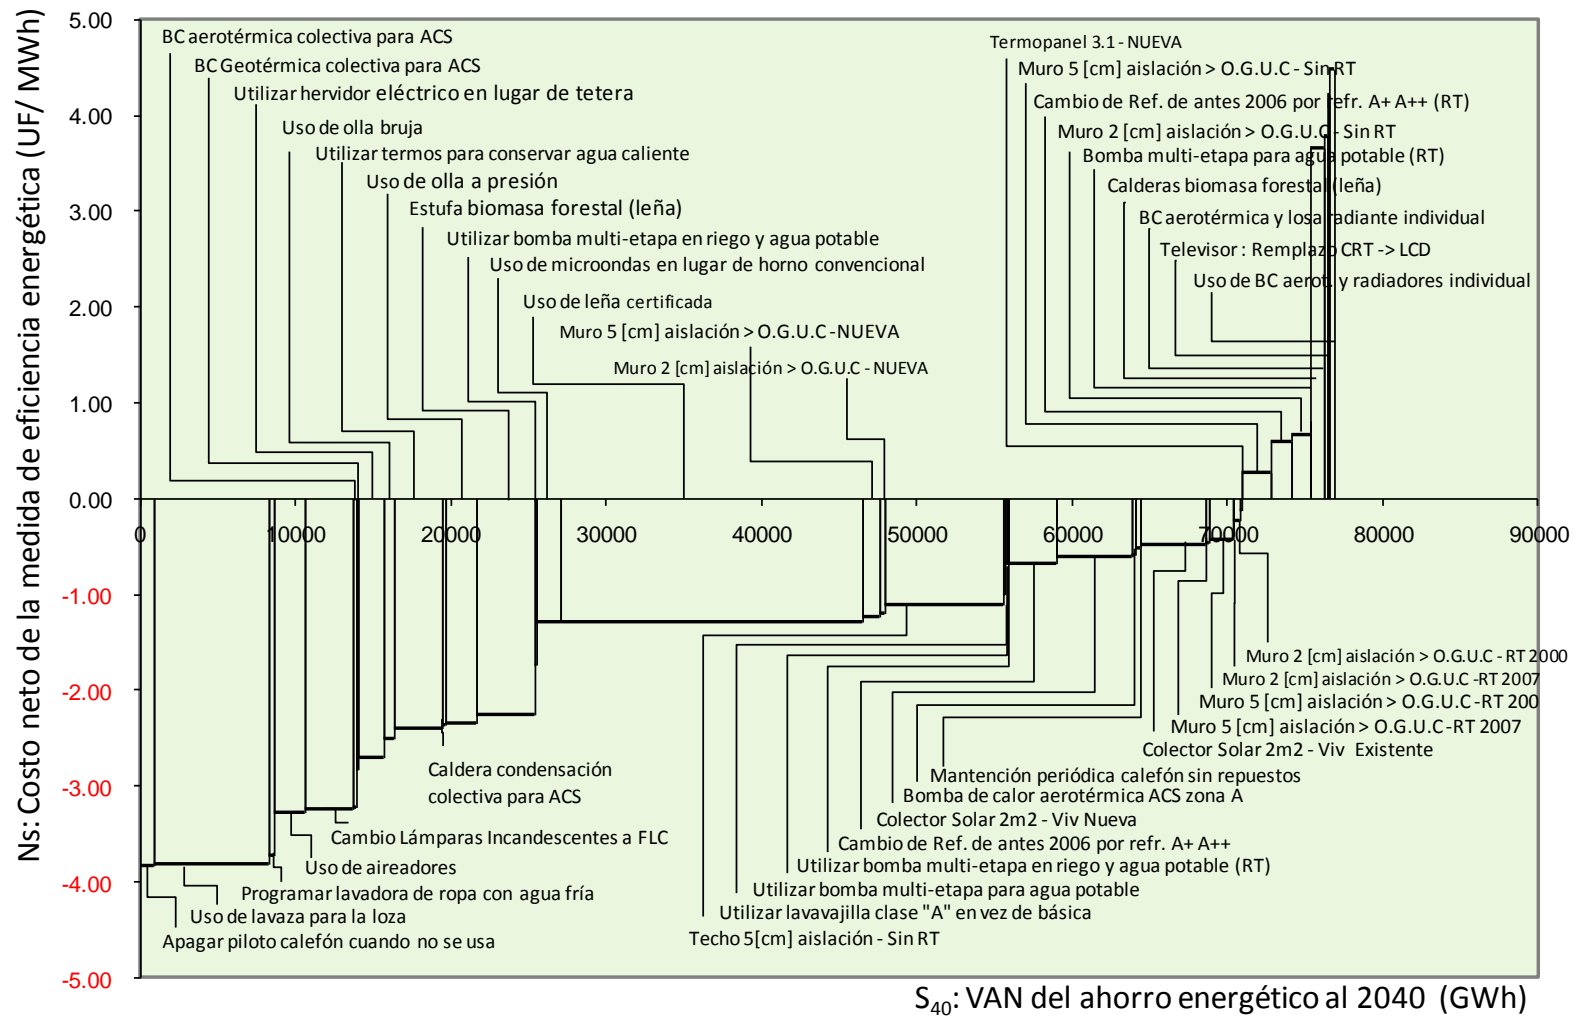 Ns: Costo neto de la medida de eficiencia energética (UF/ MWh)
5.00
4.00
3.00
2.00
1.00
0.00
-1.00
-2.00
-3.00
-4.00
-5.00
BC aerotérmica colectiva para ACS
BC Geotérmica colectiva para ACS
Utilizar hervidor eléctrico en lugar de tetera
Uso de olla bruja
Utilizar termos para conservar agua caliente
Uso de olla a presión
Estufa biomasa forestal (leña)
Utilizar bomba multi-etapa en riego y agua potable
Uso de microondas en lugar de horno convencional
Uso de leña certificada
Muro 5 [cm] aislación > O.G.U.C -NUEVA
Muro 2 [cm] aislación > O.G.U.C - NUEVA
Termopanel 3.1 - NUEVA
Muro 5 [cm] aislación > O.G.U.C - Sin RT
Cambio de Ref. de antes 2006 por refr. A+ A++ (RT)
Muro 2 [cm] aislación > O.G.U.C - Sin RT
Bomba multi-etapa para agua potable (RT)
Calderas biomasa forestal (leña)
BC aerotérmica y losa radiante individual
Televisor : Remplazo CRT -> LCD
Uso de BC aerot. y radiadores individual
0 10000 20000 30000 40000 50000 60000 70000 80000 90000
Caldera condensación
colectiva para ACS
Cambio Lámparas Incandescentes a FLC
Uso de aireadores
Programar lavadora de ropa con agua fría
Uso de lavaza para la loza
Apagar piloto calefón cuando no se usa
Muro 2 [cm] aislación > O.G.U.C - RT 2000
Muro 2 [cm] aislación > O.G.U.C -RT 2007
Muro 5 [cm] aislación > O.G.U.C - RT 200
Muro 5 [cm] aislación > O.G.U.C -RT 2007
Colector Solar 2m2 - Viv Existente
Mantención periódica calefón sin repuestos
Bomba de calor aerotérmica ACS zona A
Colector Solar 2m2 - Viv Nueva
Cambio de Ref. de antes 2006 por refr. A+ A++
Utilizar bomba multi-etapa en riego y agua potable (RT)
Utilizar bomba multi-etapa para agua potable
Utilizar lavavajilla clase "A" en vez de básica
Techo 5[cm] aislación - Sin RT
S40: VAN del ahorro energético al 2040 (GWh)